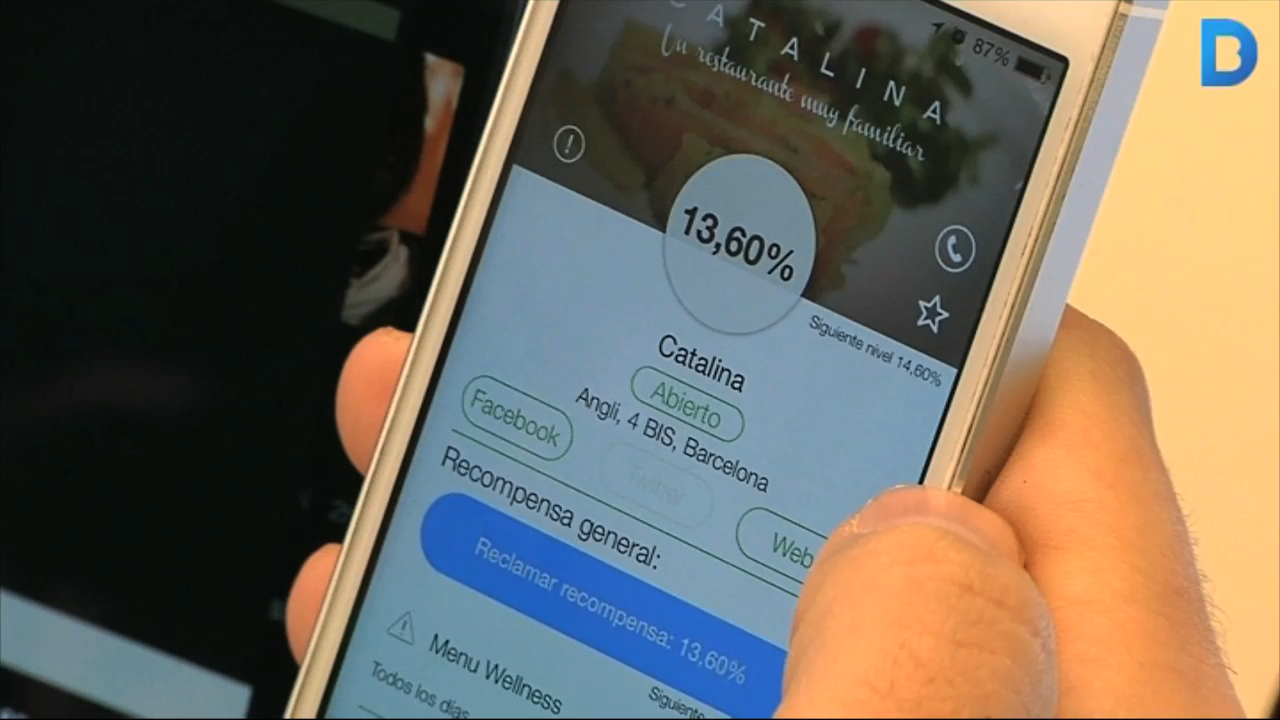 CATALINA
Un restaurante muy familiar
87%
13,60%
Siguiente nivel 14,60%
Catalina
Abierto
Angli, 4 BIS, Barcelona
Facebook
Twitter
Web
Recompensa general:
Reclamar recompensa: 13,60%
Menu Wellness
Todos los días
Siguiente